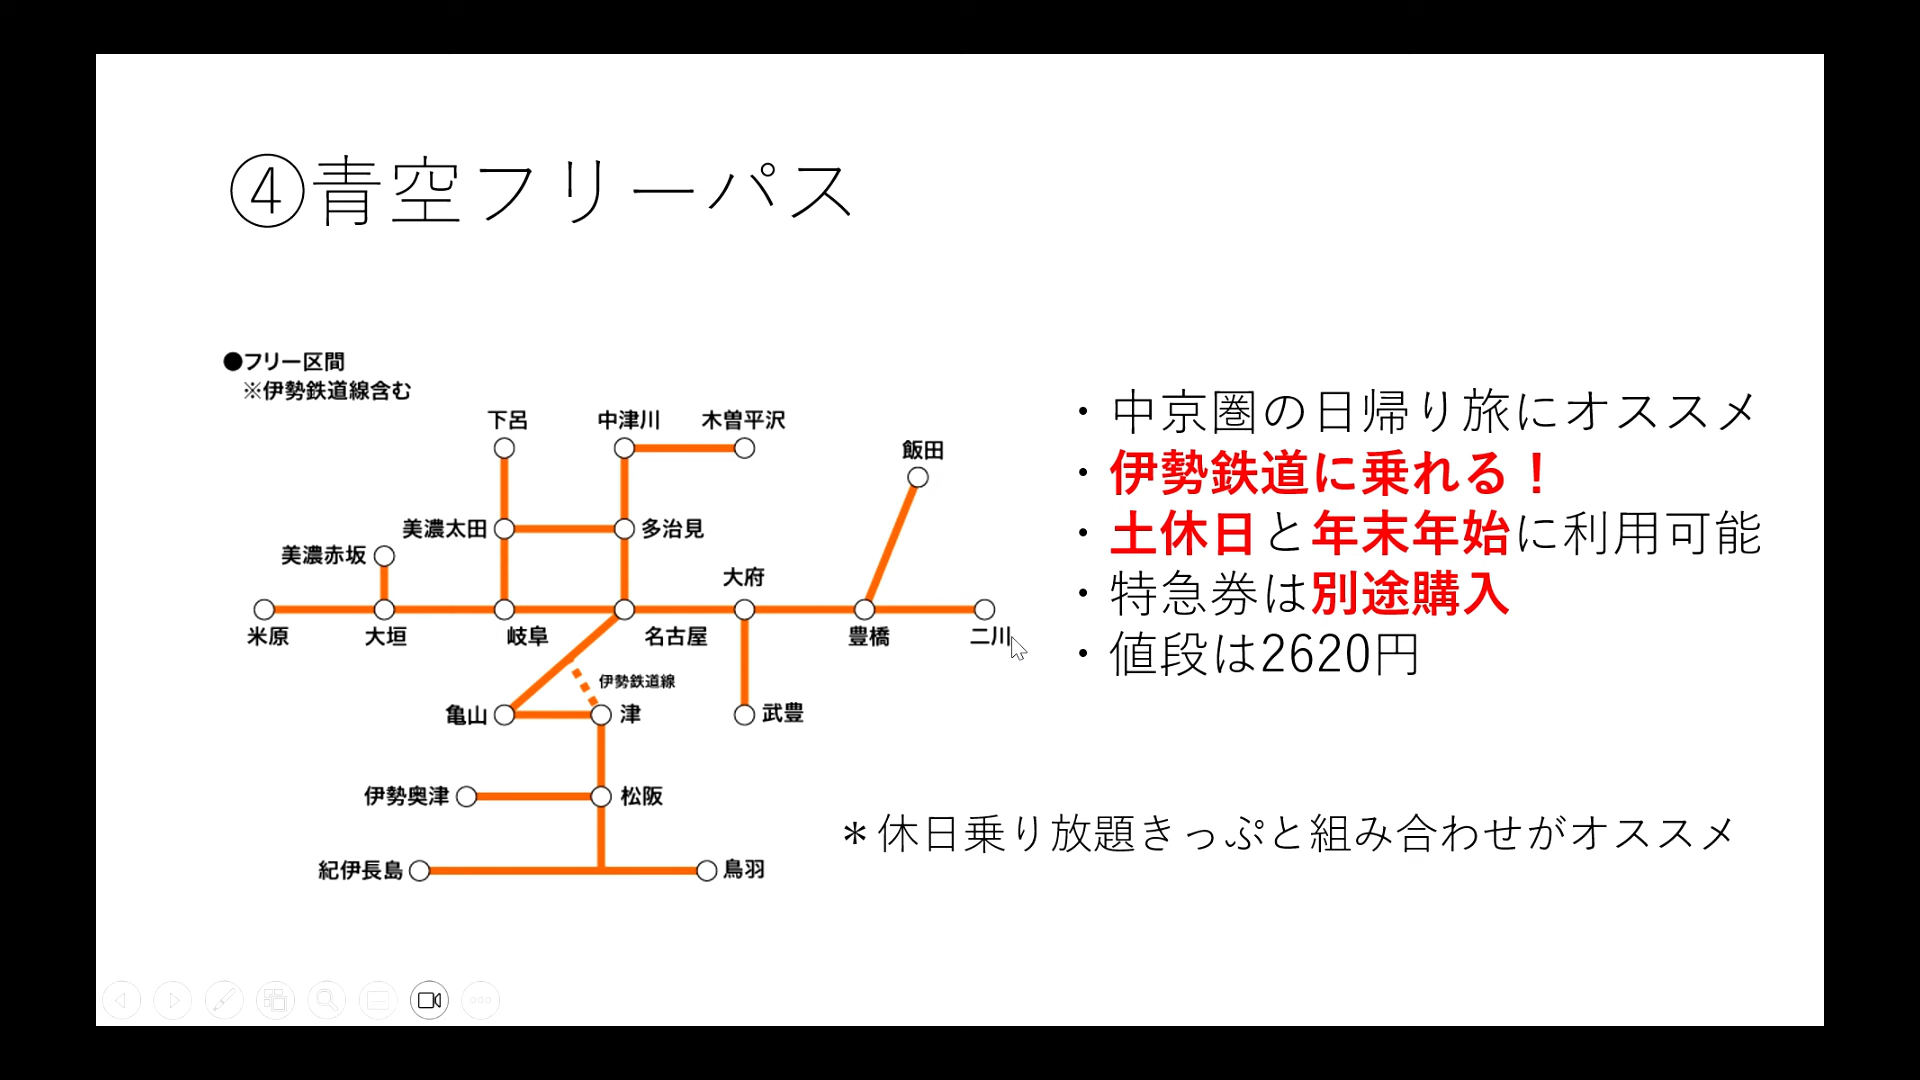 ④青空フリーパス
●フリー区間
※伊勢鉄道線含む
下呂
中津川
木曽平沢
飯田
美濃太田
多治見
美濃赤坂
大府
米原
大垣
岐阜
名古屋
豊橋
二川
伊勢鉄道線
亀山
津
武豊
伊勢奥津
松阪
紀伊長島
鳥羽
・中京圏の日帰り旅にオススメ
・伊勢鉄道に乗れる！
・土休日と年末年始に利用可能
・特急券は別途購入
・値段は2620円
＊休日乗り放題きっぷと組み合わせがオススメ